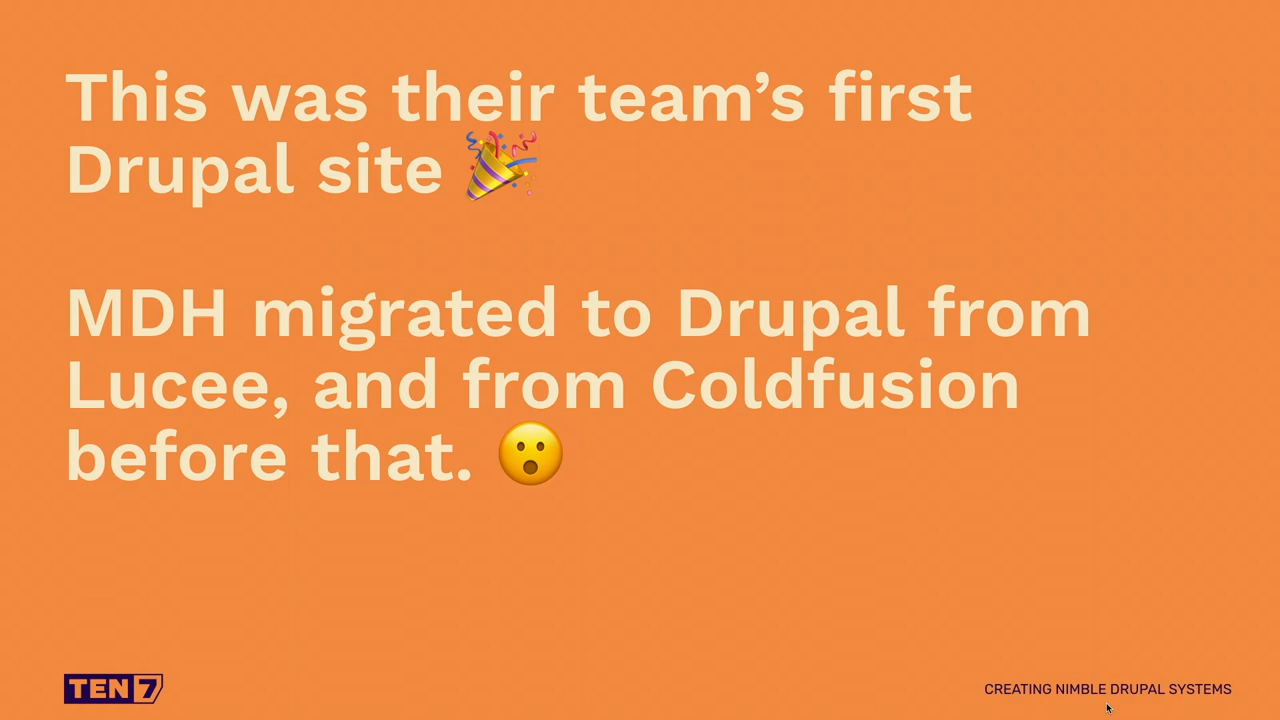 This was their team’s first
Drupal site 🎉
MDH migrated to Drupal from
Lucee, and from Coldfusion
before that. 😮
TEN7
CREATING NIMBLE DRUPAL SYSTEMS